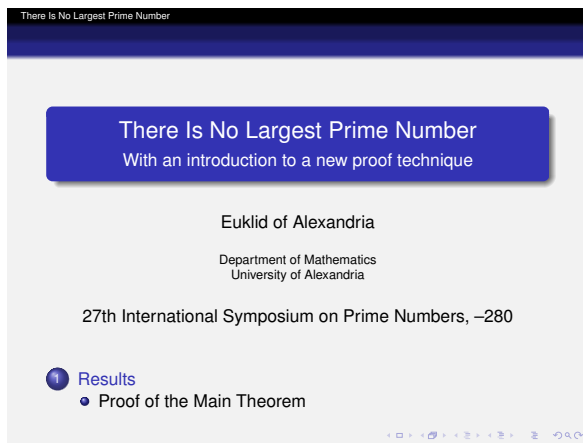 There Is No Largest Prime Number
There Is No Largest Prime Number
With an introduction to a new proof technique
Euklid of Alexandria
Department of Mathematics
University of Alexandria
27th International Symposium on Prime Numbers, –280
1 Results
Proof of the Main Theorem